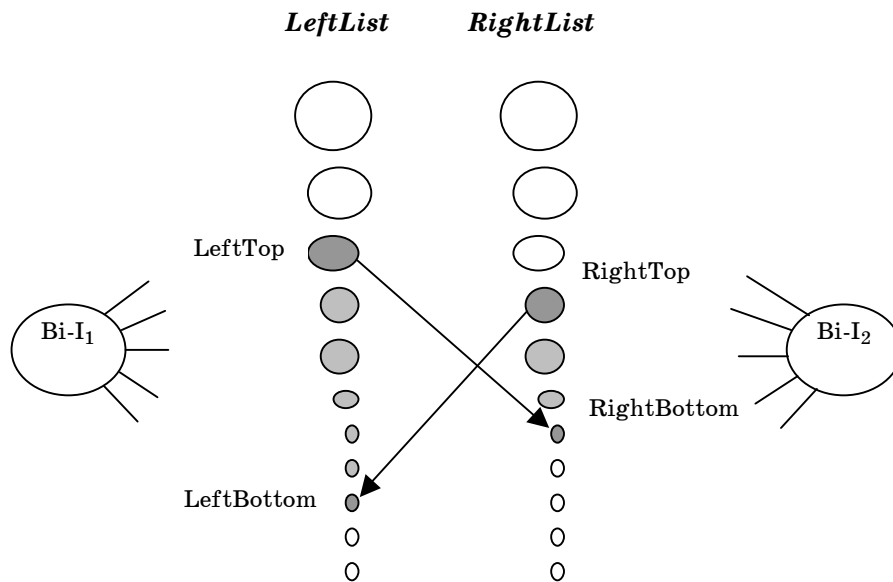 LeftList RightList
LeftTop
RightTop
Bi-I₁
Bi-I₂
RightBottom
LeftBottom